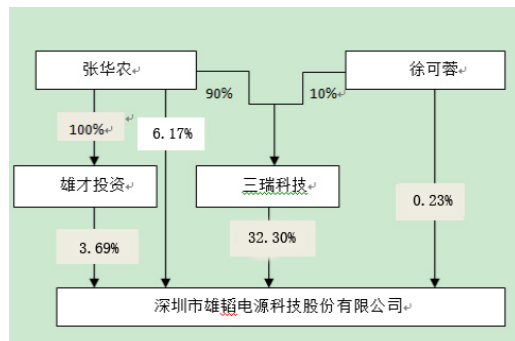 张华农
徐可蓉
90%
10%
100%
6.17%
雄才投资
三瑞科技
0.23%
3.69%
32.30%
深圳市雄韬电源科技股份有限公司